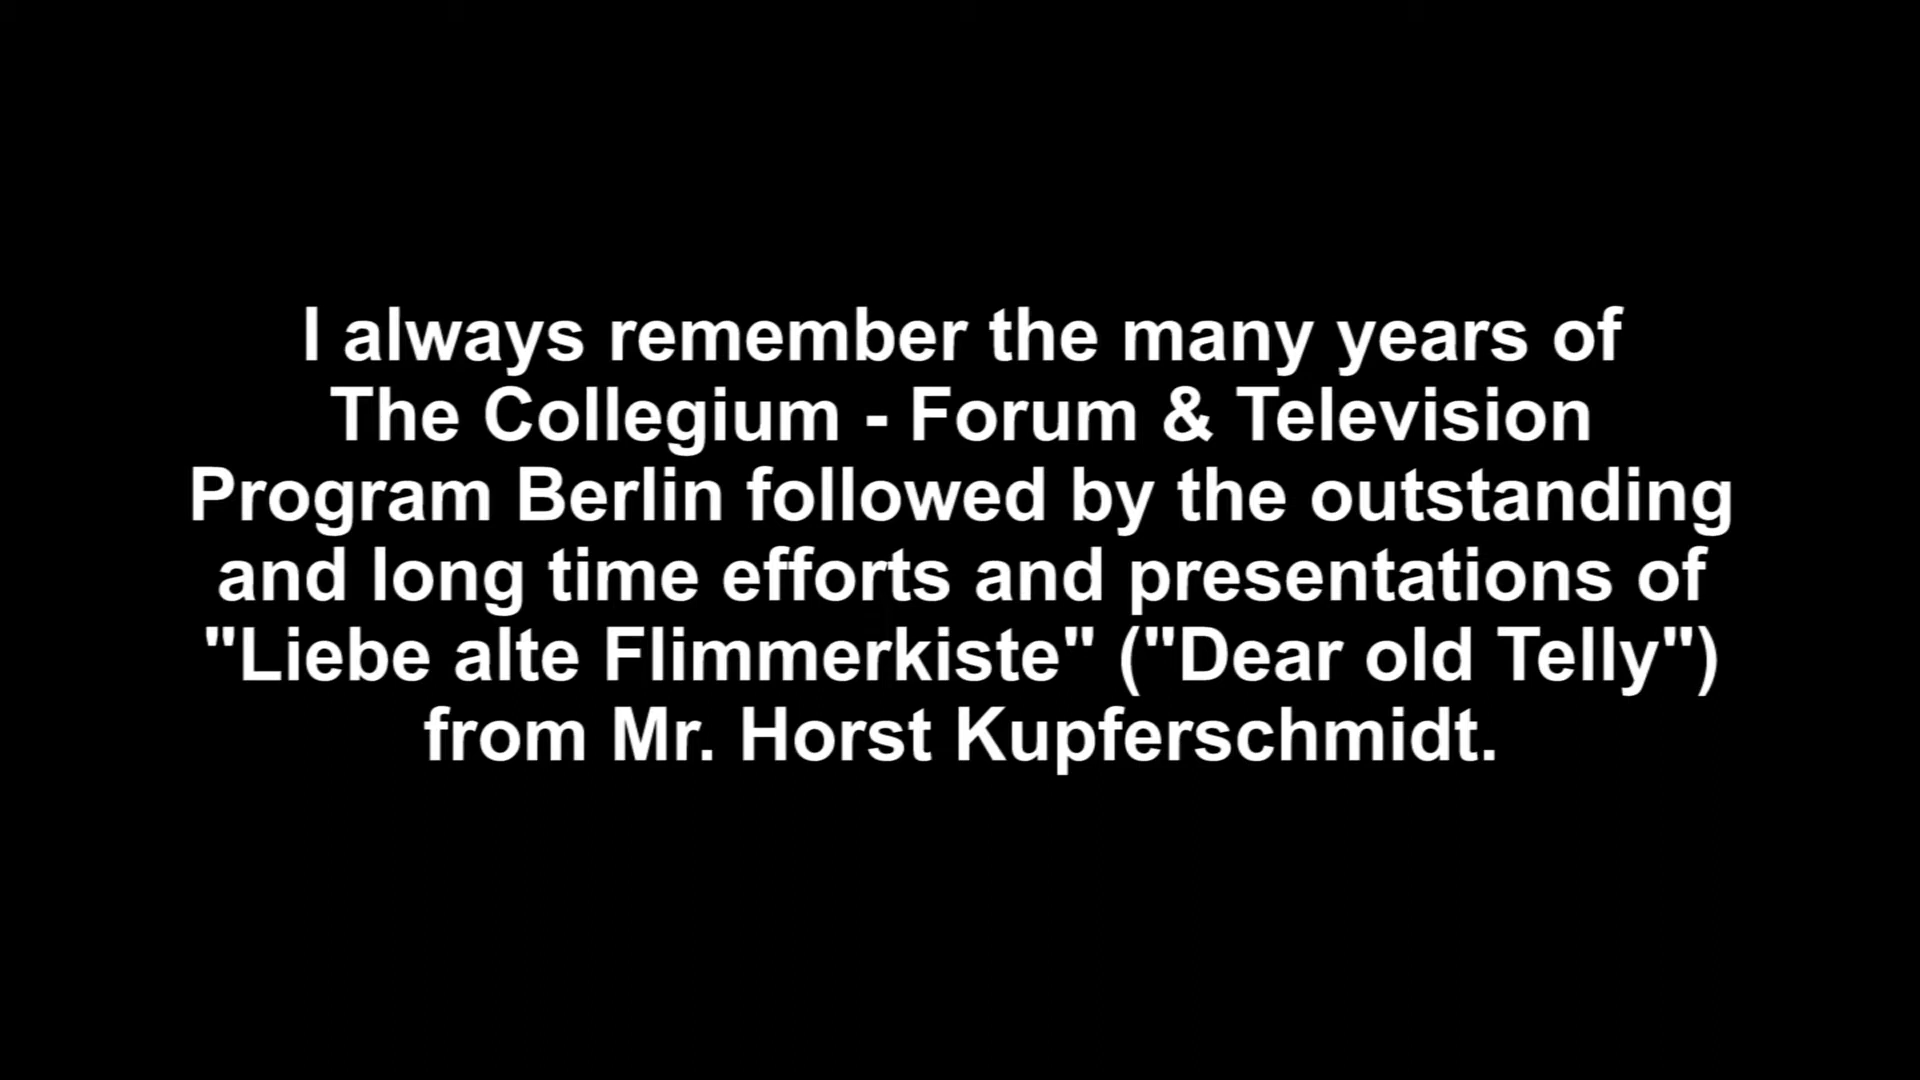 I always remember the many years of
The Collegium - Forum & Television
Program Berlin followed by the outstanding
and long time efforts and presentations of
"Liebe alte Flimmerkiste" ("Dear old Telly")
from Mr. Horst Kupferschmidt.